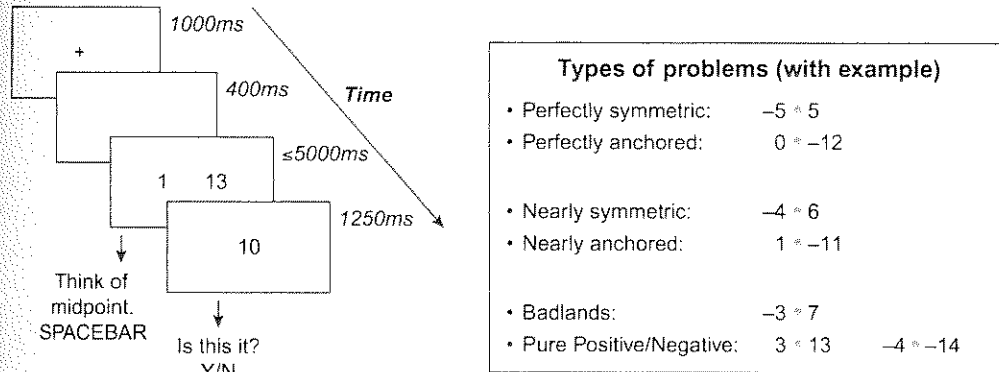 +
1000ms
400ms
Time
≤5000ms
1 13
1250ms
10
Think of
midpoint.
SPACEBAR
Is this it?
Y/N
Types of problems (with example)
• Perfectly symmetric: –5 * 5
• Perfectly anchored: 0 * –12
• Nearly symmetric: –4 * 6
• Nearly anchored: 1 * –11
• Badlands: –3 * 7
• Pure Positive/Negative: 3 * 13 –4 * –14